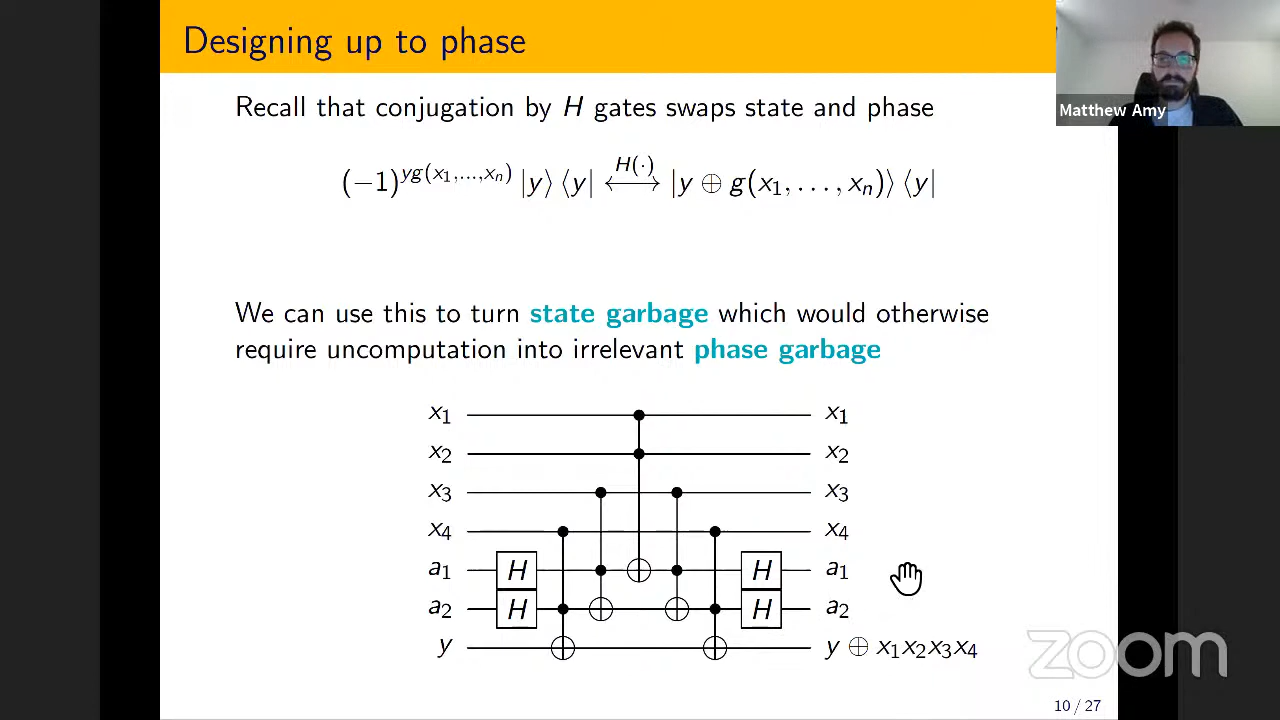 Designing up to phase
Matthew Amy
Recall that conjugation by H gates swaps state and phase
(−1)^{yg(x₁,...,xₙ)} |y⟩ ⟨y| ⟷^{H(·)} |y ⊕ g(x₁, . . . , xₙ)⟩ ⟨y|
We can use this to turn state garbage which would otherwise
require uncomputation into irrelevant phase garbage
x₁ x₁
x₂ x₂
x₃ x₃
x₄ x₄
a₁ H H a₁
a₂ H H a₂
y y ⊕ x₁x₂x₃x₄
zoom
10 / 27